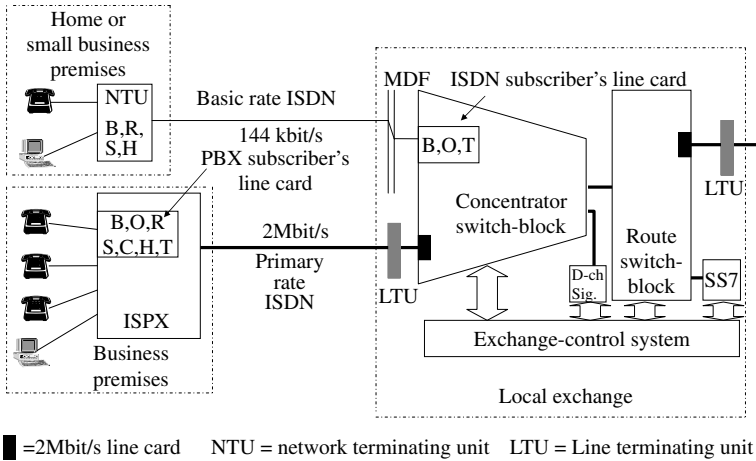 Home or
small business
premises
NTU
B,R,
S,H
Basic rate ISDN
144 kbit/s
PBX subscriber's
line card
B,O,R
S,C,H,T
ISPX
Business
premises
2Mbit/s
Primary
rate
ISDN
MDF
ISDN subscriber's line card
B,O,T
Concentrator
switch-block
LTU
Route
switch-
block
D-ch
Sig.
SS7
LTU
Exchange-control system
Local exchange
=2Mbit/s line card NTU = network terminating unit LTU = Line terminating unit